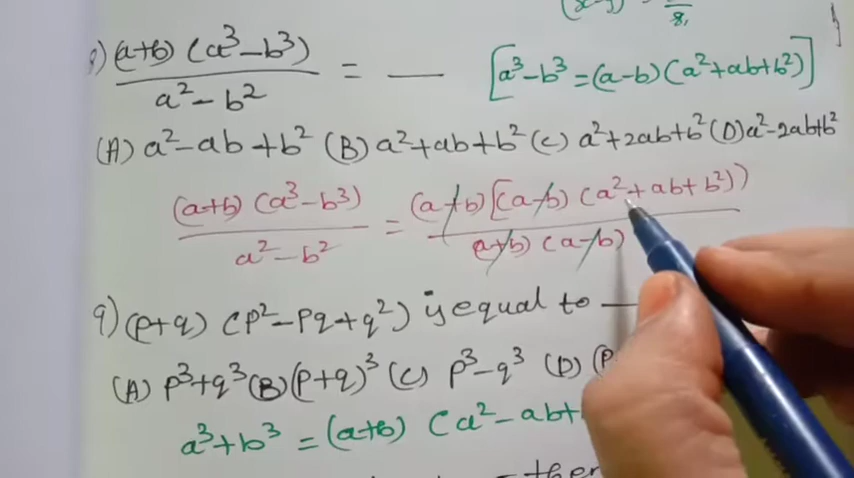 8) (a+b) (a³-b³) / a²-b² = ___ [a³-b³=(a-b)(a²+ab+b²)]
(A) a²-ab+b² (B) a²+ab+b² (C) a²+2ab+b² (D) a²-2ab+b²
(a+b) (a³-b³) / a²-b² = (a+b)[(a-b) (a²+ab+b²)) / (a+b) (a-b)
9) (p+q) (p²-pq+q²) is equal to
(A) p³+q³ (B) (p+q)³ (C) p³-q³ (D) (p
a³+b³ = (a+b) (a²-ab+